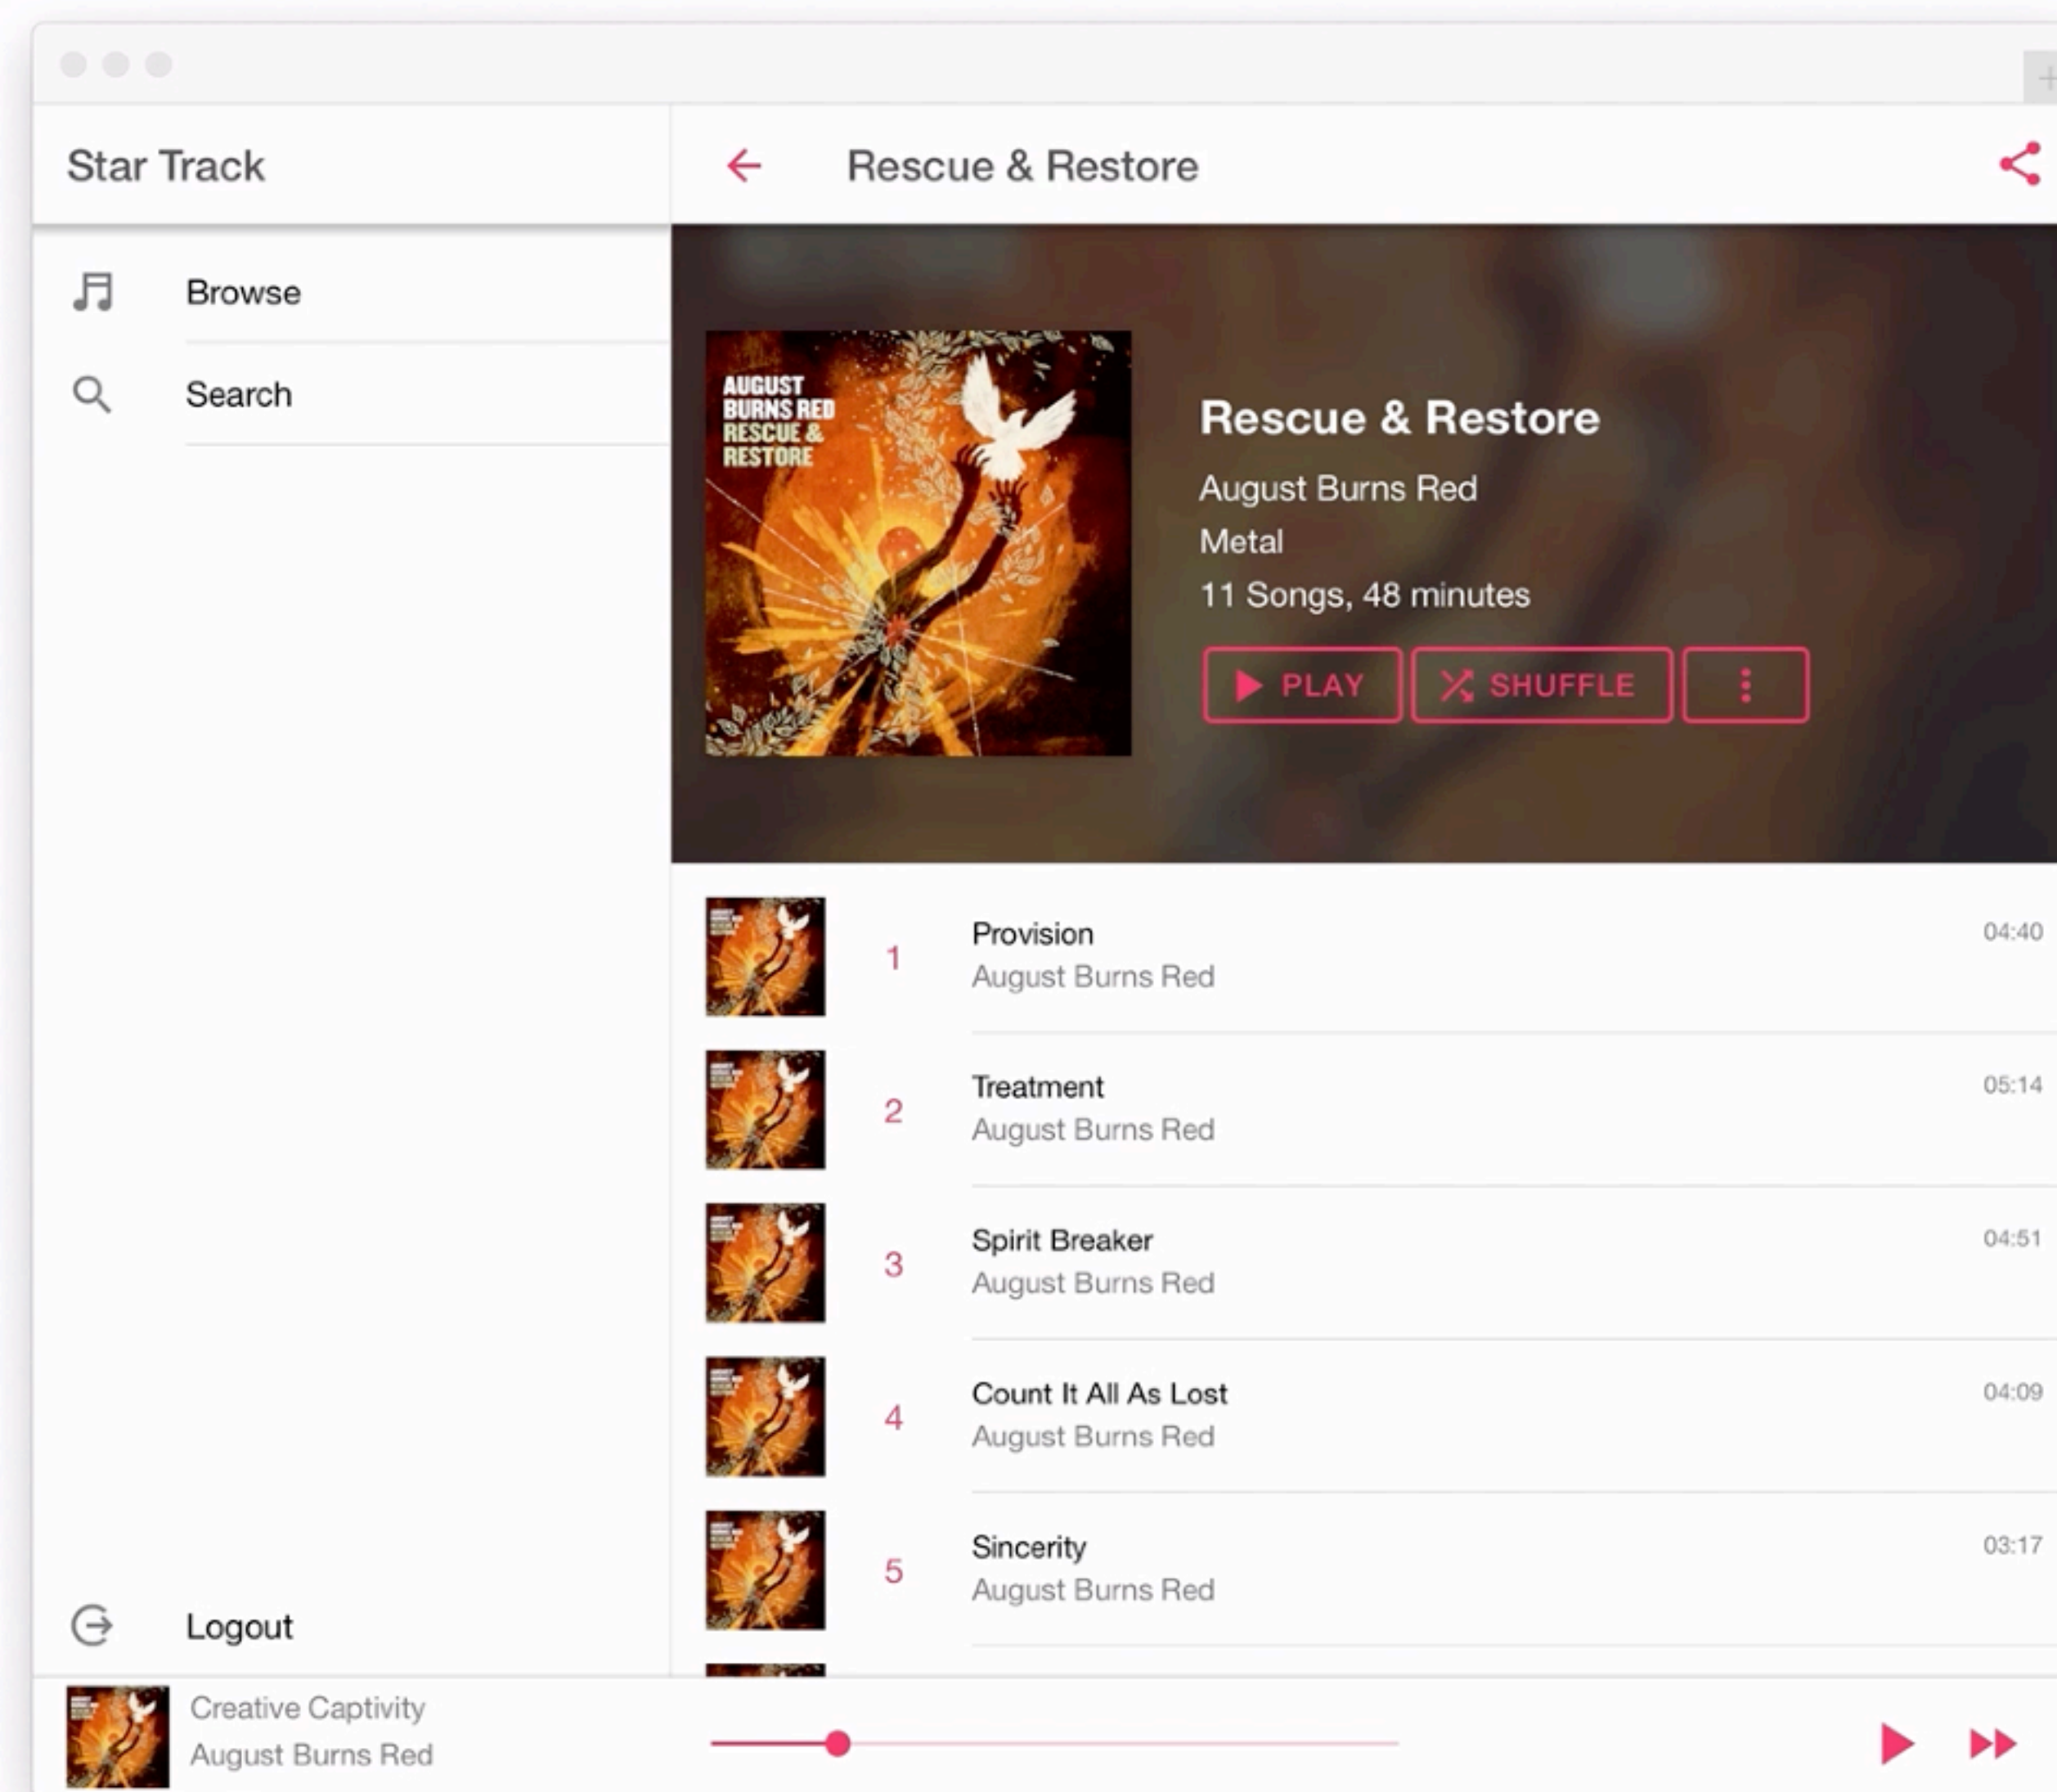 Star Track
Rescue & Restore
Browse
Search
AUGUST
BURNS RED
RESCUE &
RESTORE
Rescue & Restore
August Burns Red
Metal
11 Songs, 48 minutes
PLAY
SHUFFLE
1
Provision
04:40
August Burns Red
2
Treatment
05:14
August Burns Red
3
Spirit Breaker
04:51
August Burns Red
4
Count It All As Lost
04:09
August Burns Red
5
Sincerity
03:17
August Burns Red
Logout
Creative Captivity
August Burns Red